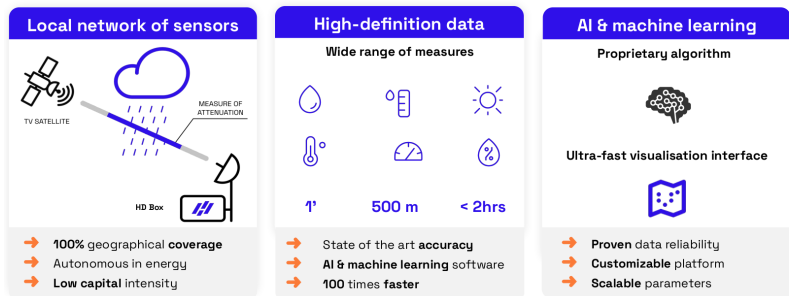 Local network of sensors
TV SATELLITE
MEASURE OF
ATTENUATION
HD Box
➔ 100% geographical coverage
➔ Autonomous in energy
➔ Low capital intensity
High-definition data
Wide range of measures
%
1' 500 m < 2hrs
➔ State of the art accuracy
➔ AI & machine learning software
➔ 100 times faster
AI & machine learning
Proprietary algorithm
Ultra-fast visualisation interface
➔ Proven data reliability
➔ Customizable platform
➔ Scalable parameters